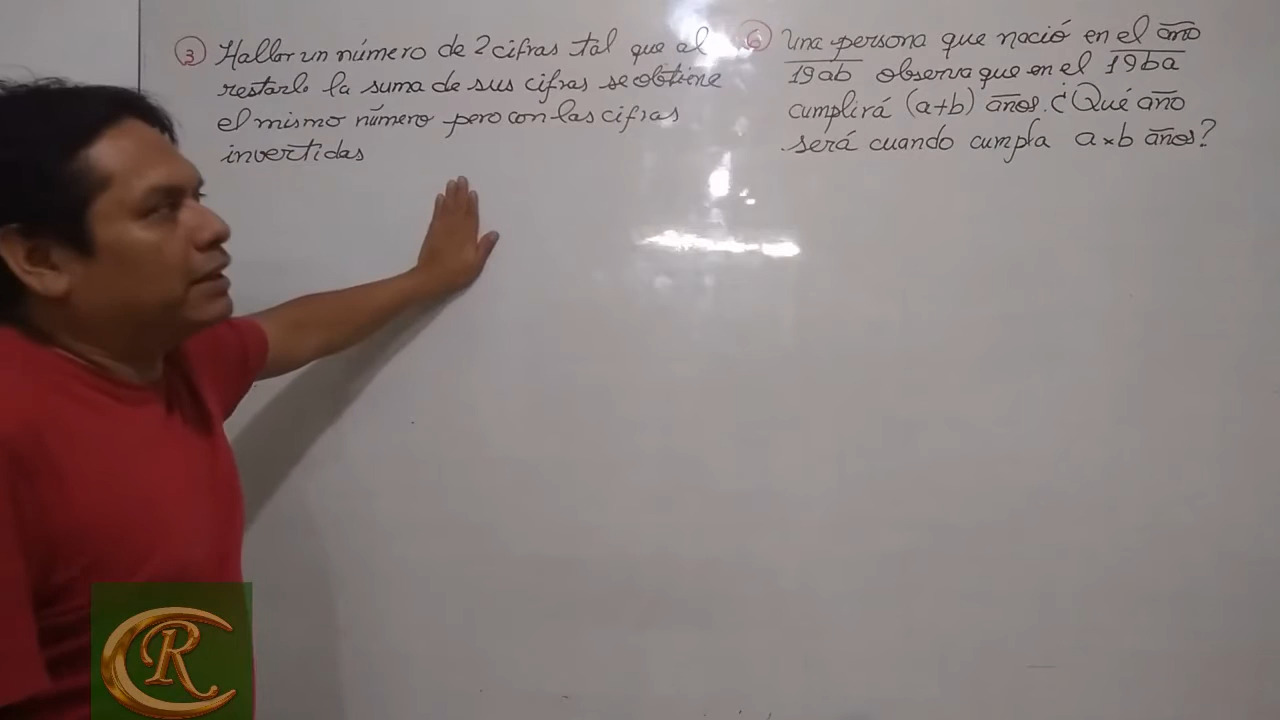 3 Hallar un número de 2 cifras tal que al
restarle la suma de sus cifras se obtiene
el mismo número pero con las cifras
invertidas
6 Una persona que nació en el año
19ab observa que en el 19ba
cumplirá (a+b) años. ¿Qué año
será cuando cumpla a×b años?
CR